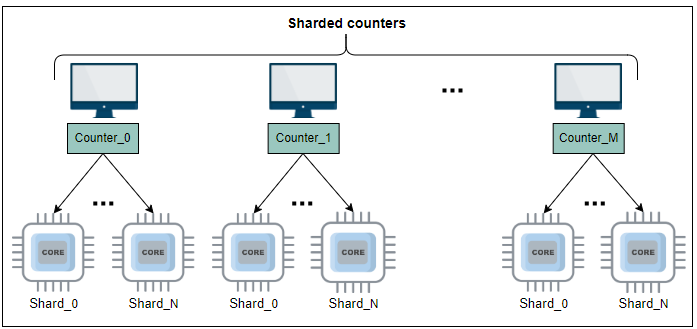 Sharded counters
...
Counter_0 Counter_1 Counter_M
... ... ...
CORE CORE CORE CORE CORE CORE
Shard_0 Shard_N Shard_0 Shard_N Shard_0 Shard_N